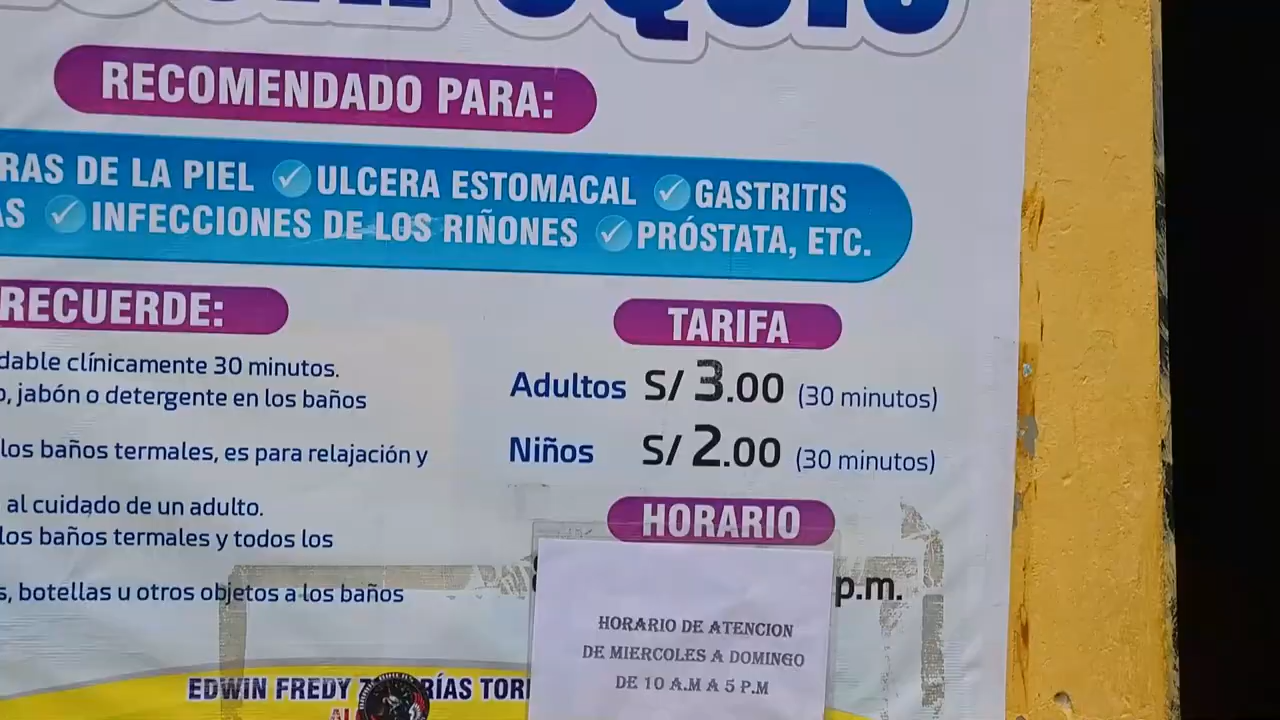 RECOMENDADO PARA:
RAS DE LA PIEL ULCERA ESTOMACAL GASTRITIS
AS INFECCIONES DE LOS RIÑONES PRÓSTATA, ETC.
RECUERDE:
dable clínicamente 30 minutos.
o, jabón o detergente en los baños
los baños termales, es para relajación y
al cuidado de un adulto.
los baños termales y todos los
s, botellas u otros objetos a los baños
TARIFA
Adultos S/ 3.00 (30 minutos)
Niños S/ 2.00 (30 minutos)
HORARIO
p.m.
HORARIO DE ATENCION
DE MIERCOLES A DOMINGO
DE 10 A.M A 5 P.M
EDWIN FREDY